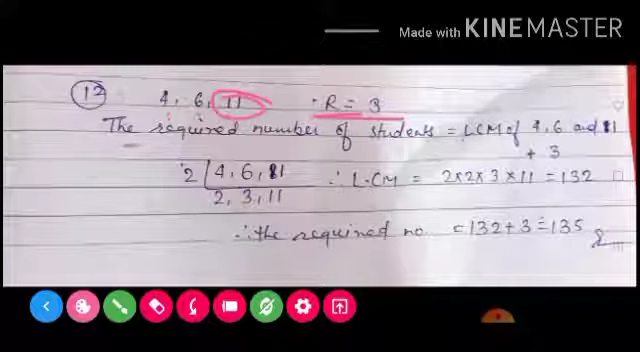 Made with KINEMASTER
12 4, 6, 11 ∴R = 3
The required number of students = LCM of 4, 6 and 11
+ 3
2 | 4, 6, 11 ∴ L.CM = 2×2×3×11 = 132
2, 3, 11
∴ the required no = 132+3=135